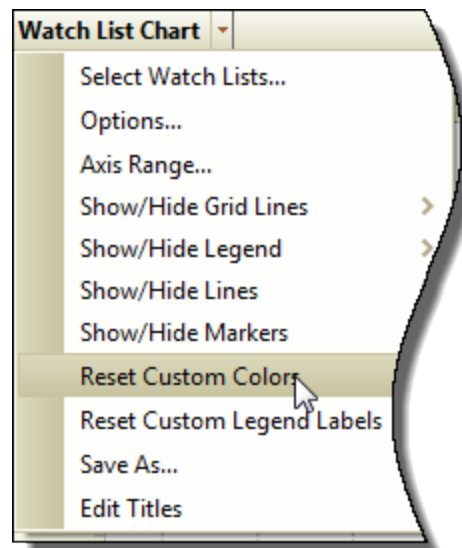 Watch List Chart
Select Watch Lists...
Options...
Axis Range...
Show/Hide Grid Lines
Show/Hide Legend
Show/Hide Lines
Show/Hide Markers
Reset Custom Colors
Reset Custom Legend Labels
Save As...
Edit Titles